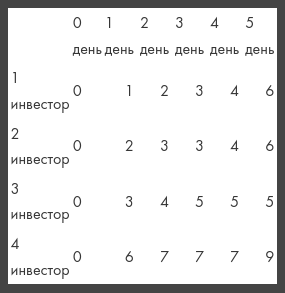 0 1 2 3 4 5
день день день день день день
1
инвестор 0 1 2 3 4 6
2
инвестор 0 2 3 3 4 6
3
инвестор 0 3 4 5 5 5
4
инвестор 0 6 7 7 7 9